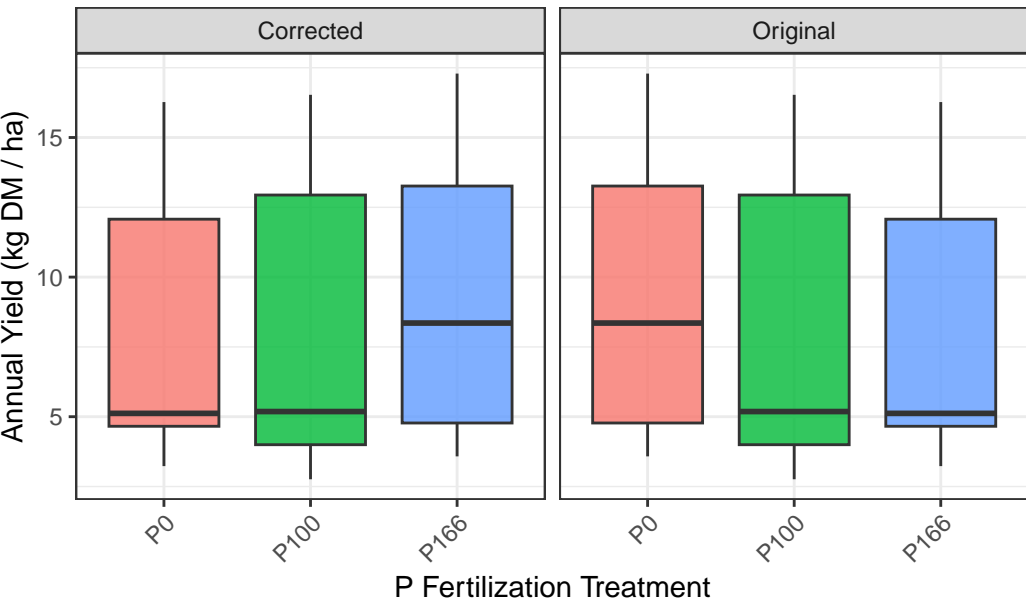 Corrected
Original
Annual Yield (kg DM / ha)
15
10
5
P0
P100
P166
P0
P100
P166
P Fertilization Treatment